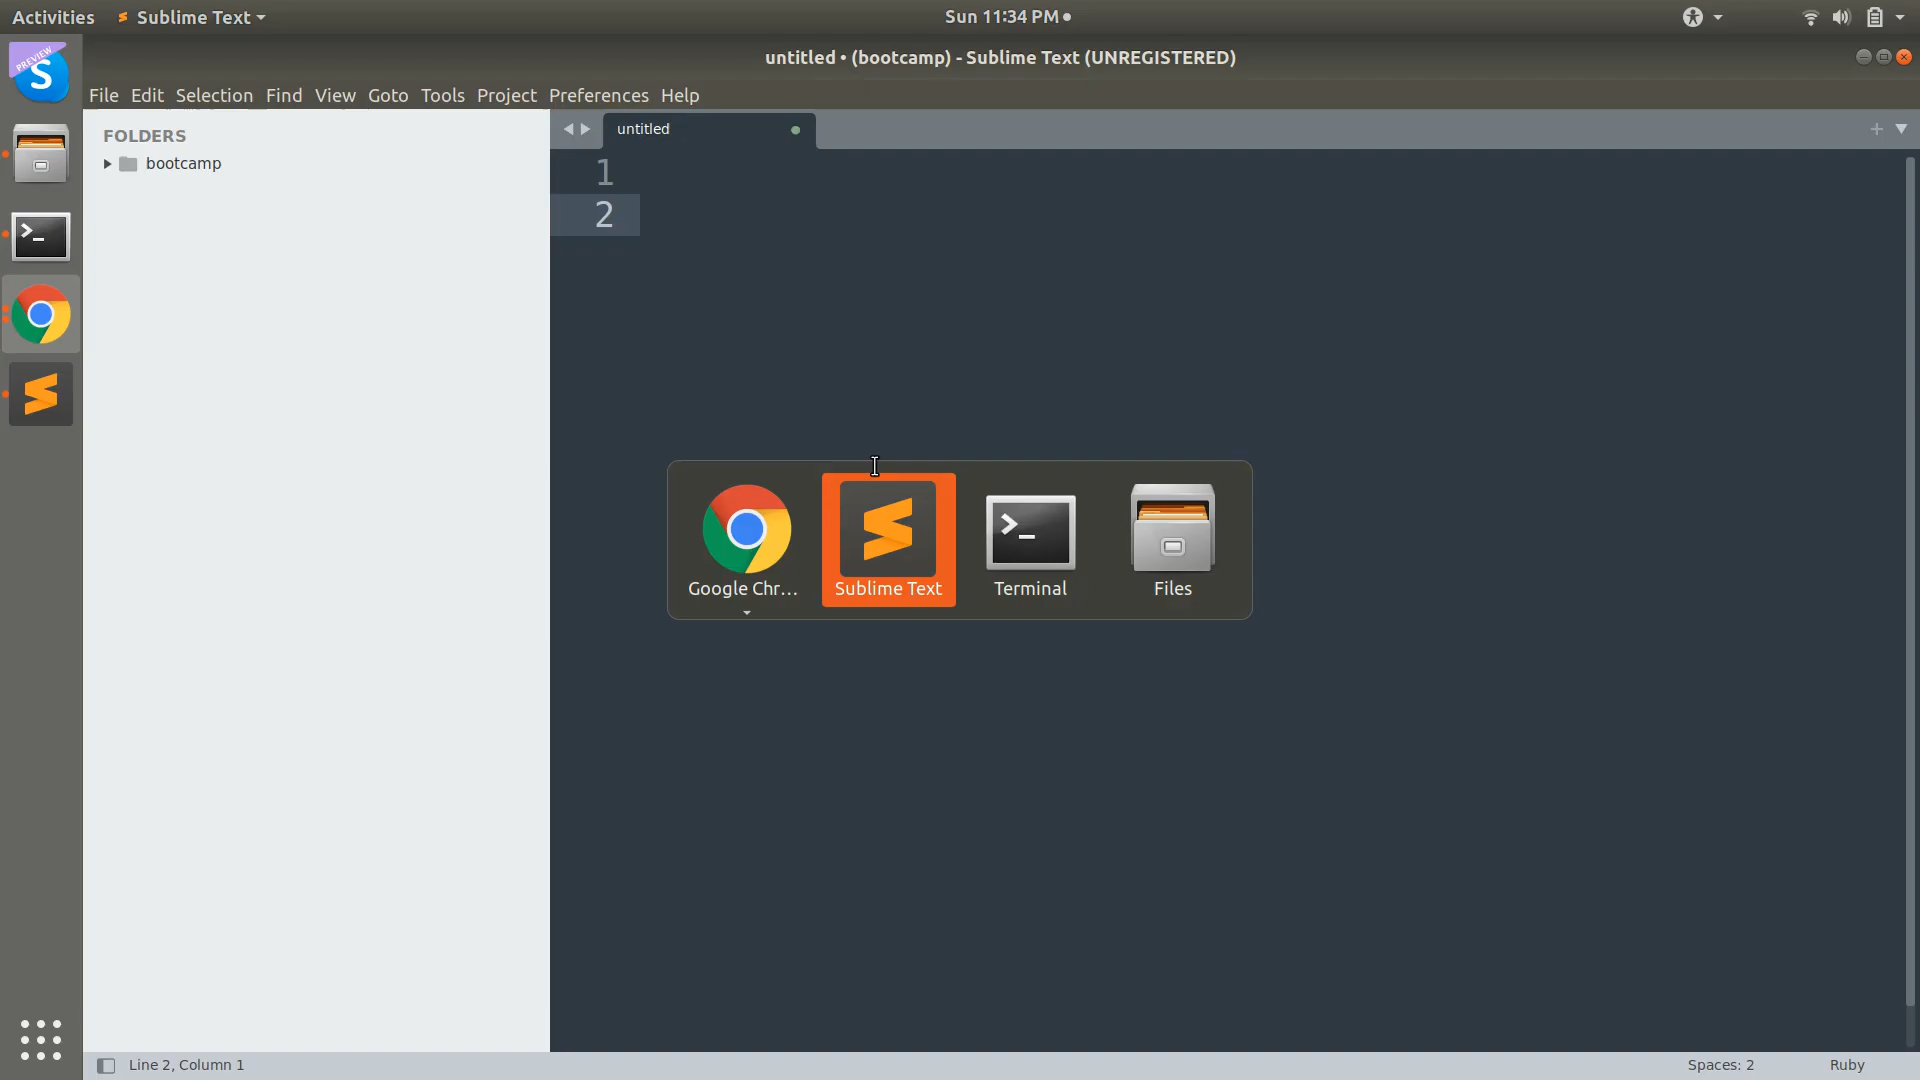 Activities Sublime Text Sun 11:34 PM
PREVIEW
S
untitled • (bootcamp) - Sublime Text (UNREGISTERED)
File Edit Selection Find View Goto Tools Project Preferences Help
FOLDERS
bootcamp
untitled
1
2
Google Chr...
Sublime Text
Terminal
Files
Line 2, Column 1
Spaces: 2
Ruby